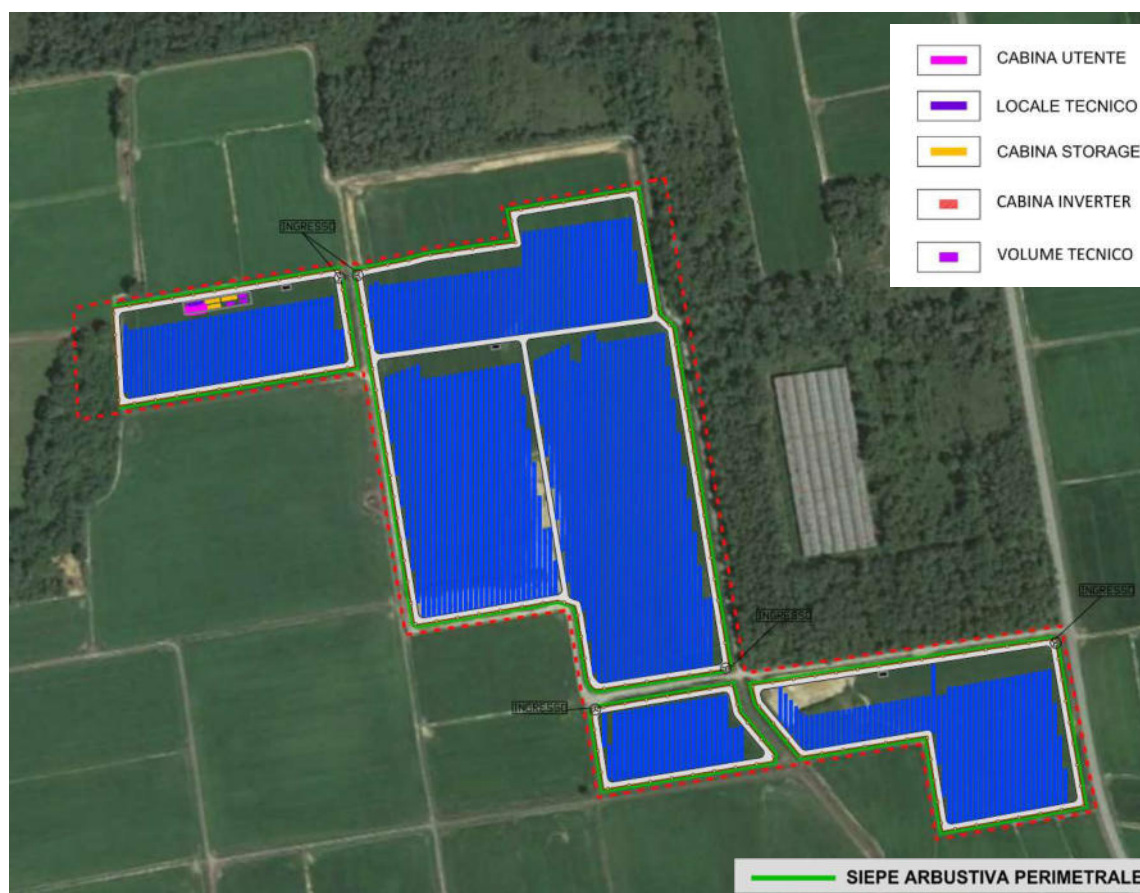 CABINA UTENTE
LOCALE TECNICO
CABINA STORAGE
CABINA INVERTER
VOLUME TECNICO
INGRESSO
INGRESSO
INGRESSO
INGRESSO
SIEPE ARBUSTIVA PERIMETRALE